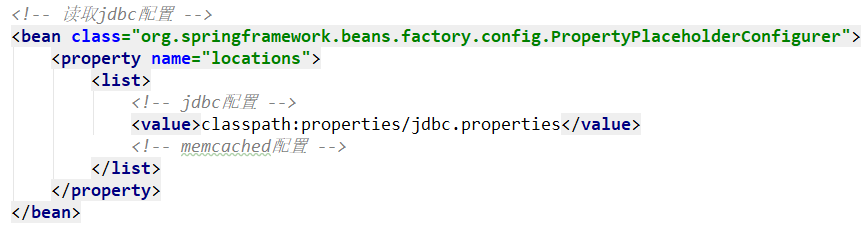 <!-- 读取jdbc配置 -->
<bean class="org.springframework.beans.factory.config.PropertyPlaceholderConfigurer">
    <property name="locations">
        <list>
            <!-- jdbc配置 -->
            <value>classpath:properties/jdbc.properties</value>
            <!-- memcached配置 -->
        </list>
    </property>
</bean>